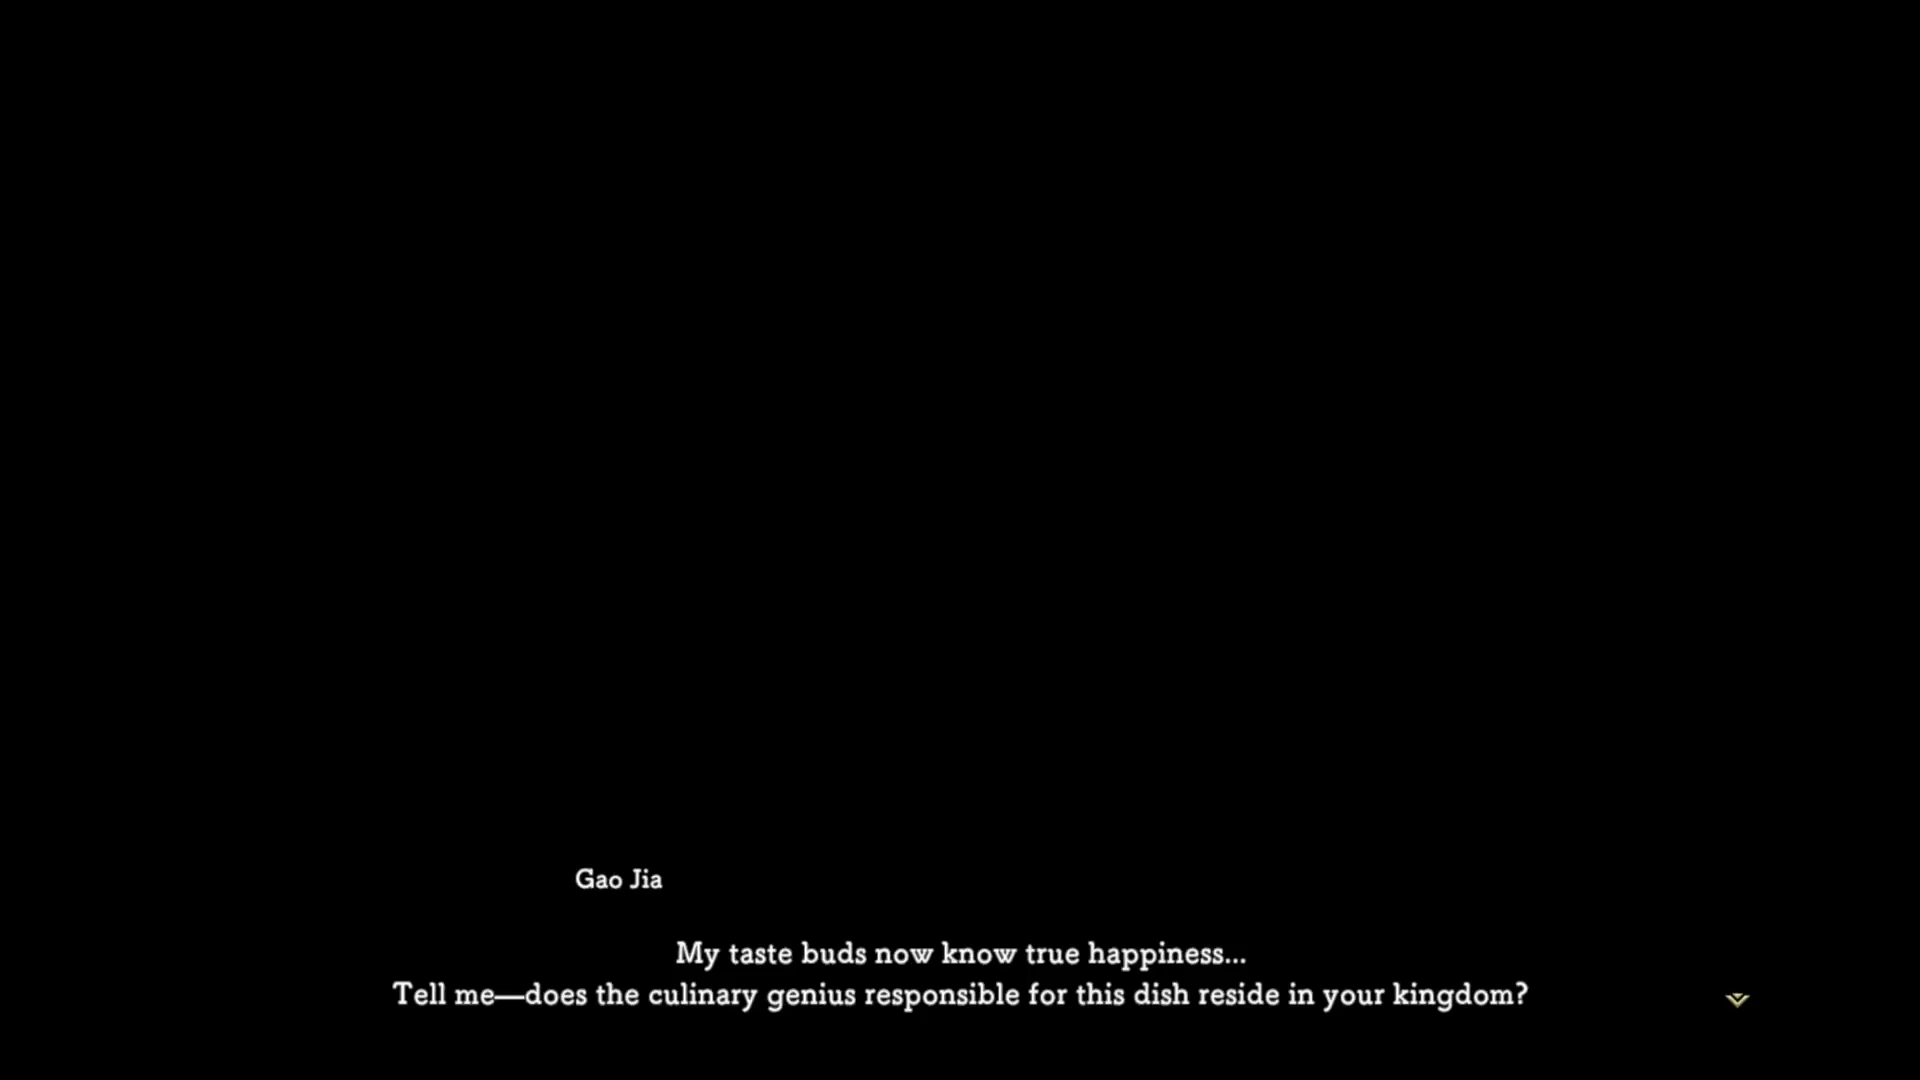 Gao Jia
My taste buds now know true happiness...
Tell me—does the culinary genius responsible for this dish reside in your kingdom?